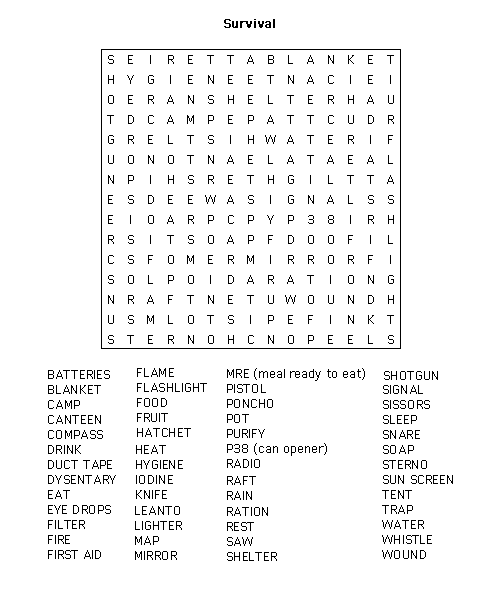 Survival
S E I R E T T A B L A N K E T
H Y G I E N E E T N A C I E I
O E R A N S H E L T E R H A U
T D C A M P E P A T T C U D R
G R E L T S I H W A T E R I F
U O N O T N A E L A T A E A L
N P I H S R E T H G I L T T A
E S D E E W A S I G N A L S S
E I O A R P C P Y P 3 8 I R H
R S I T S O A P F D O O F I L
C S F O M E R M I R R O R F I
S O L P O I D A R A T I O N G
N R A F T N E T U W O U N D H
U S M L O T S I P E F I N K T
S T E R N O H C N O P E E L S
BATTERIES FLAME MRE (meal ready to eat) SHOTGUN
BLANKET FLASHLIGHT PISTOL SIGNAL
CAMP FOOD PONCHO SISSORS
CANTEEN FRUIT POT SLEEP
COMPASS HATCHET PURIFY SNARE
DRINK HEAT P38 (can opener) SOAP
DUCT TAPE HYGIENE RADIO STERNO
DYSENTARY IODINE RAFT SUN SCREEN
EAT KNIFE RAIN TENT
EYE DROPS LEANTO RATION TRAP
FILTER LIGHTER REST WATER
FIRE MAP SAW WHISTLE
FIRST AID MIRROR SHELTER WOUND